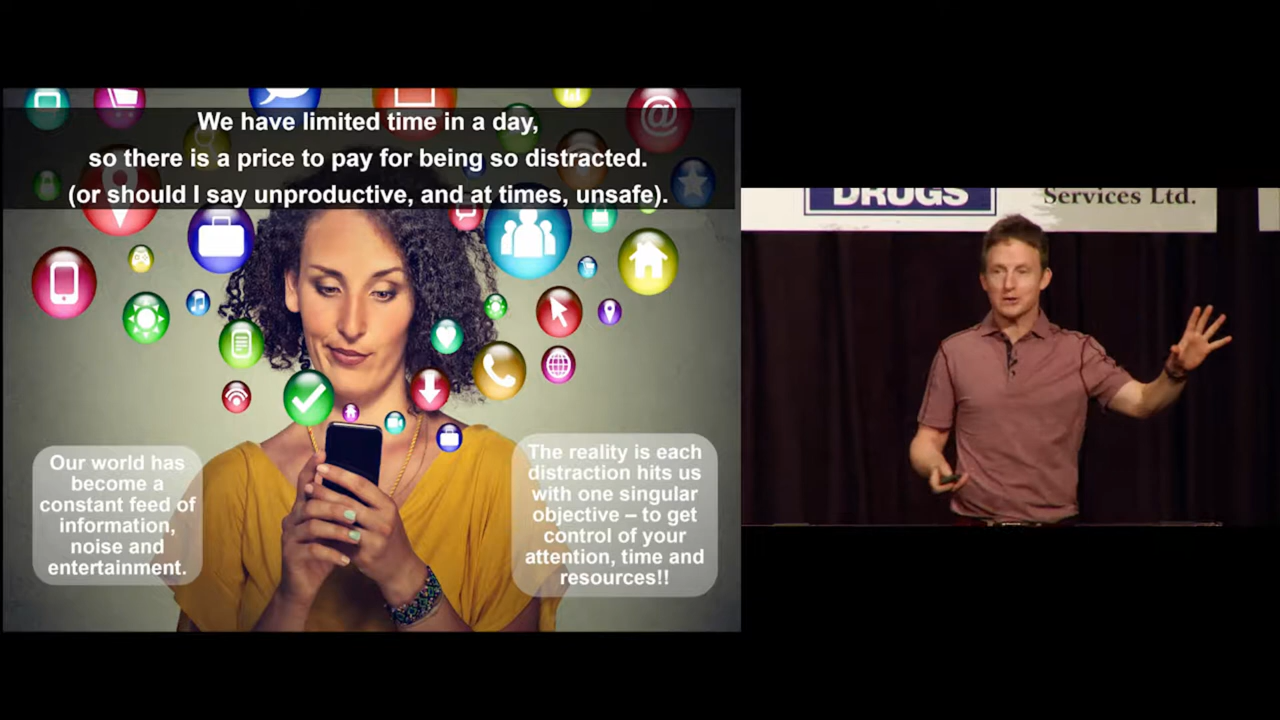 We have limited time in a day,
so there is a price to pay for being so distracted.
(or should I say unproductive, and at times, unsafe).
@
Our world has
become a
constant feed of
information,
noise and
entertainment.
The reality is each
distraction hits us
with one singular
objective – to get
control of your
attention, time and
resources!!
DRUGS
Services Ltd.